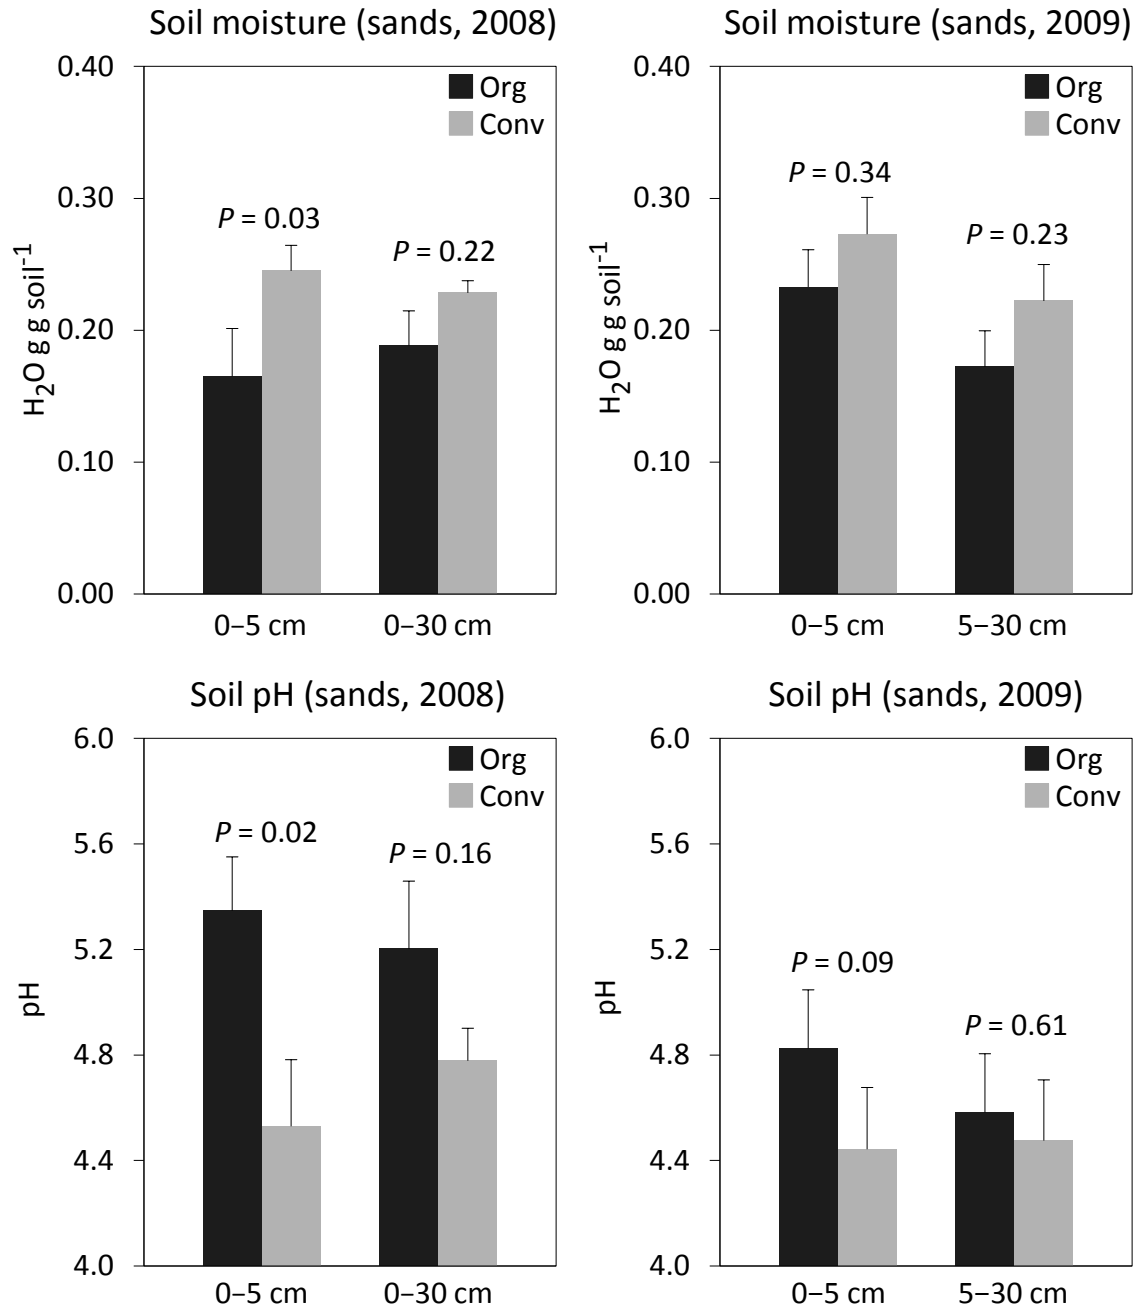 Soil moisture (sands, 2008)
0.40
0.30
0.20
0.10
0.00
H₂O g g soil⁻¹
Org
Conv
P = 0.03
P = 0.22
0−5 cm
0−30 cm
Soil moisture (sands, 2009)
0.40
0.30
0.20
0.10
0.00
H₂O g g soil⁻¹
Org
Conv
P = 0.34
P = 0.23
0−5 cm
5−30 cm
Soil pH (sands, 2008)
6.0
5.6
5.2
4.8
4.4
4.0
pH
Org
Conv
P = 0.02
P = 0.16
0−5 cm
0−30 cm
Soil pH (sands, 2009)
6.0
5.6
5.2
4.8
4.4
4.0
pH
Org
Conv
P = 0.09
P = 0.61
0−5 cm
5−30 cm